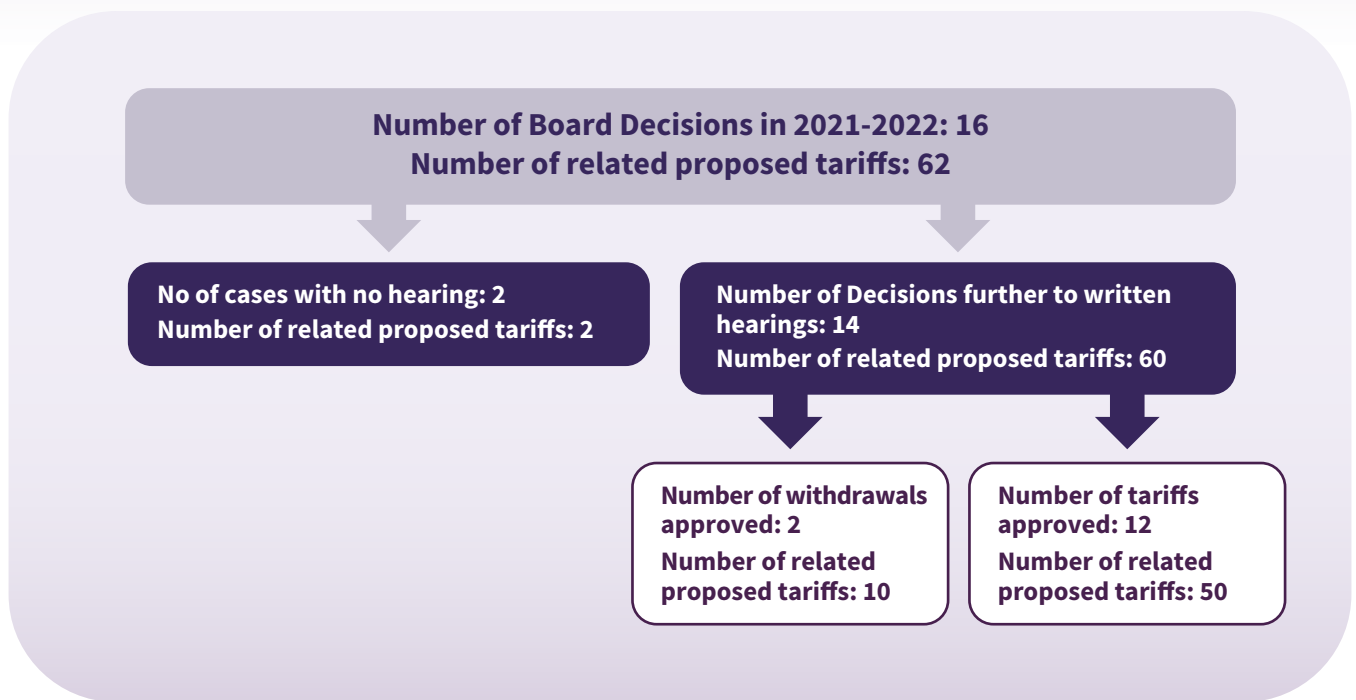 Number of Board Decisions in 2021-2022: 16
Number of related proposed tariffs: 62
No of cases with no hearing: 2
Number of related proposed tariffs: 2
Number of Decisions further to written
hearings: 14
Number of related proposed tariffs: 60
Number of withdrawals
approved: 2
Number of related
proposed tariffs: 10
Number of tariffs
approved: 12
Number of related
proposed tariffs: 50